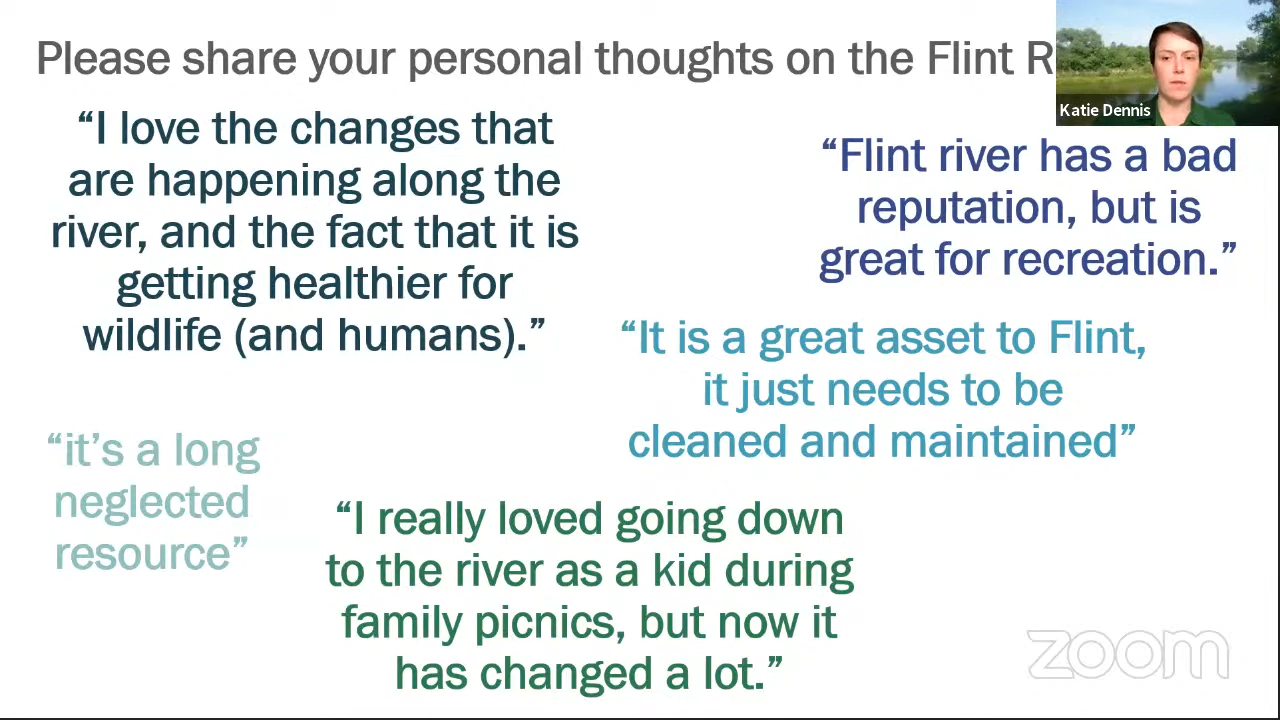 Please share your personal thoughts on the Flint R
Katie Dennis
“I love the changes that
are happening along the
river, and the fact that it is
getting healthier for
wildlife (and humans).”
“Flint river has a bad
reputation, but is
great for recreation.”
“It is a great asset to Flint,
it just needs to be
cleaned and maintained”
“it’s a long
neglected
resource”
“I really loved going down
to the river as a kid during
family picnics, but now it
has changed a lot.”
zoom